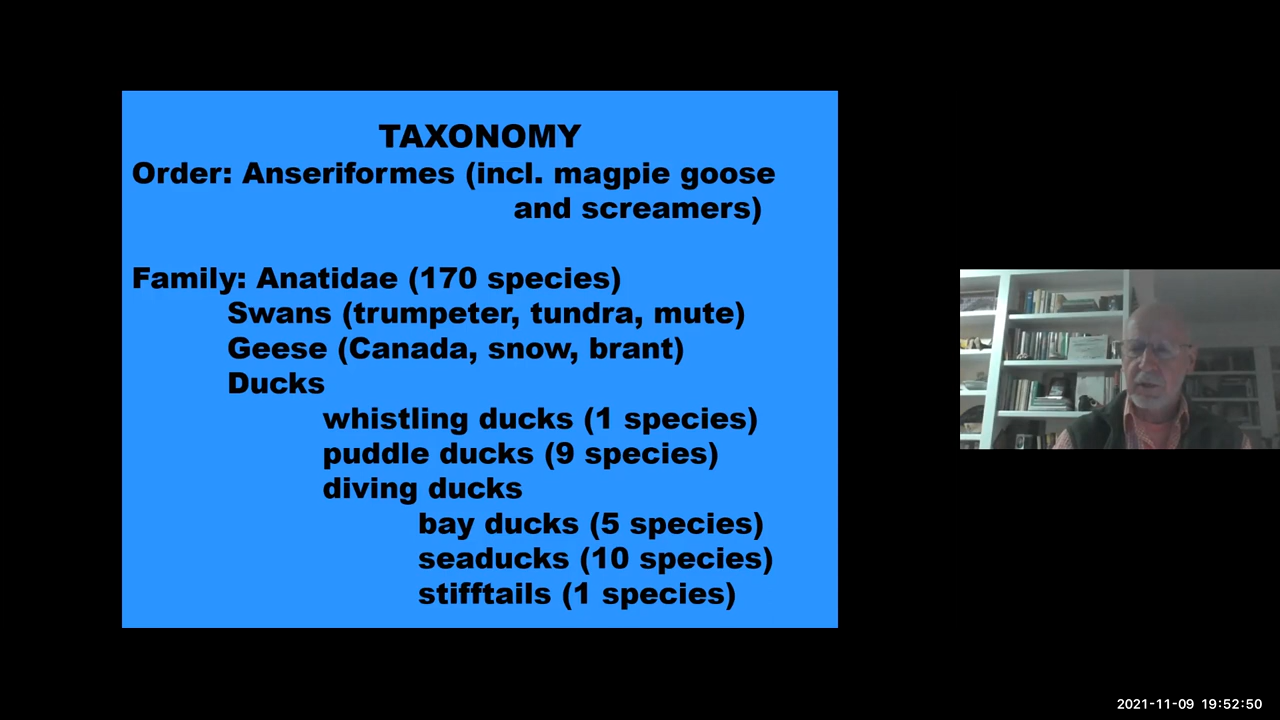 TAXONOMY
Order: Anseriformes (incl. magpie goose
and screamers)
Family: Anatidae (170 species)
Swans (trumpeter, tundra, mute)
Geese (Canada, snow, brant)
Ducks
whistling ducks (1 species)
puddle ducks (9 species)
diving ducks
bay ducks (5 species)
seaducks (10 species)
stifftails (1 species)
2021-11-09 19:52:50